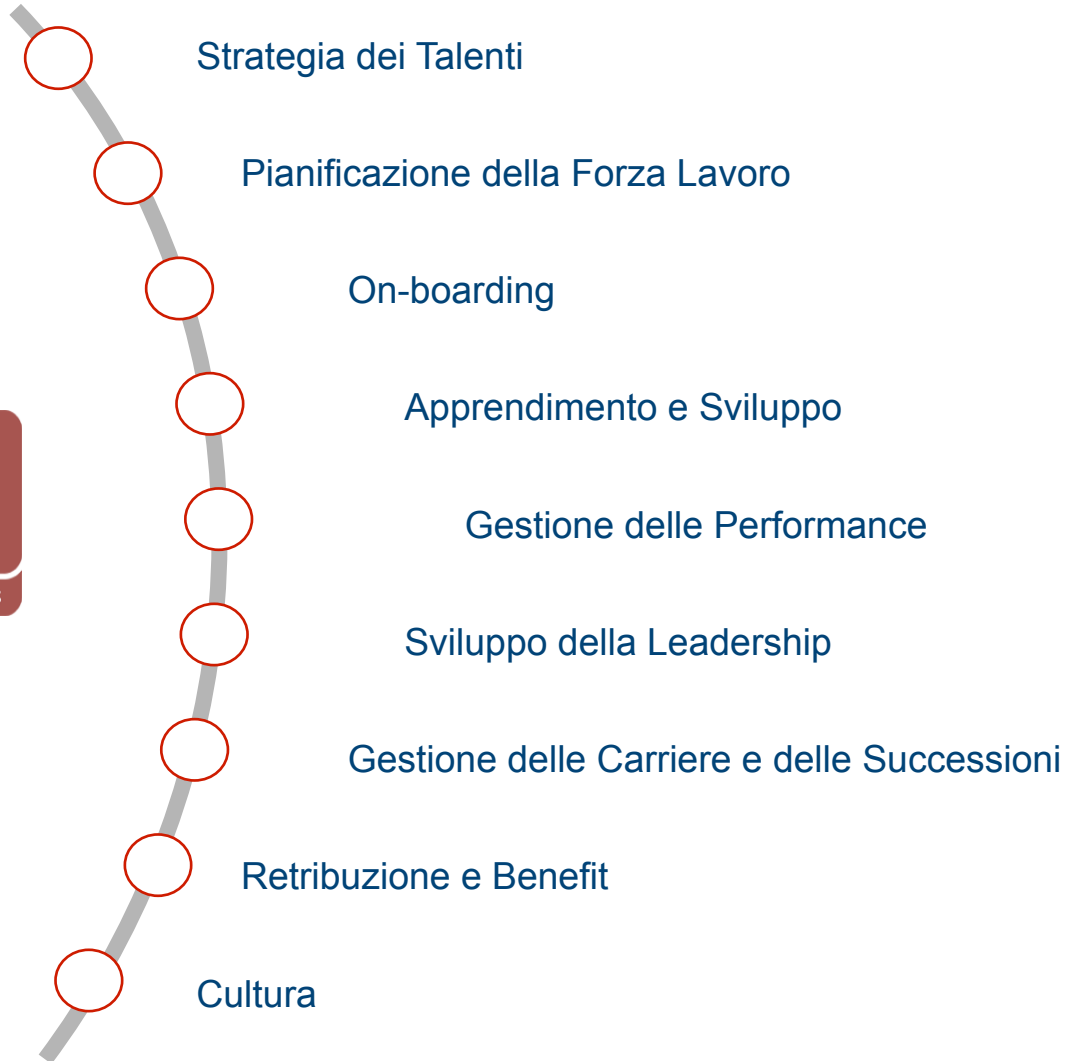 Strategia dei Talenti
Pianificazione della Forza Lavoro
On-boarding
Apprendimento e Sviluppo
Gestione delle Performance
Sviluppo della Leadership
Gestione delle Carriere e delle Successioni
Retribuzione e Benefit
Cultura